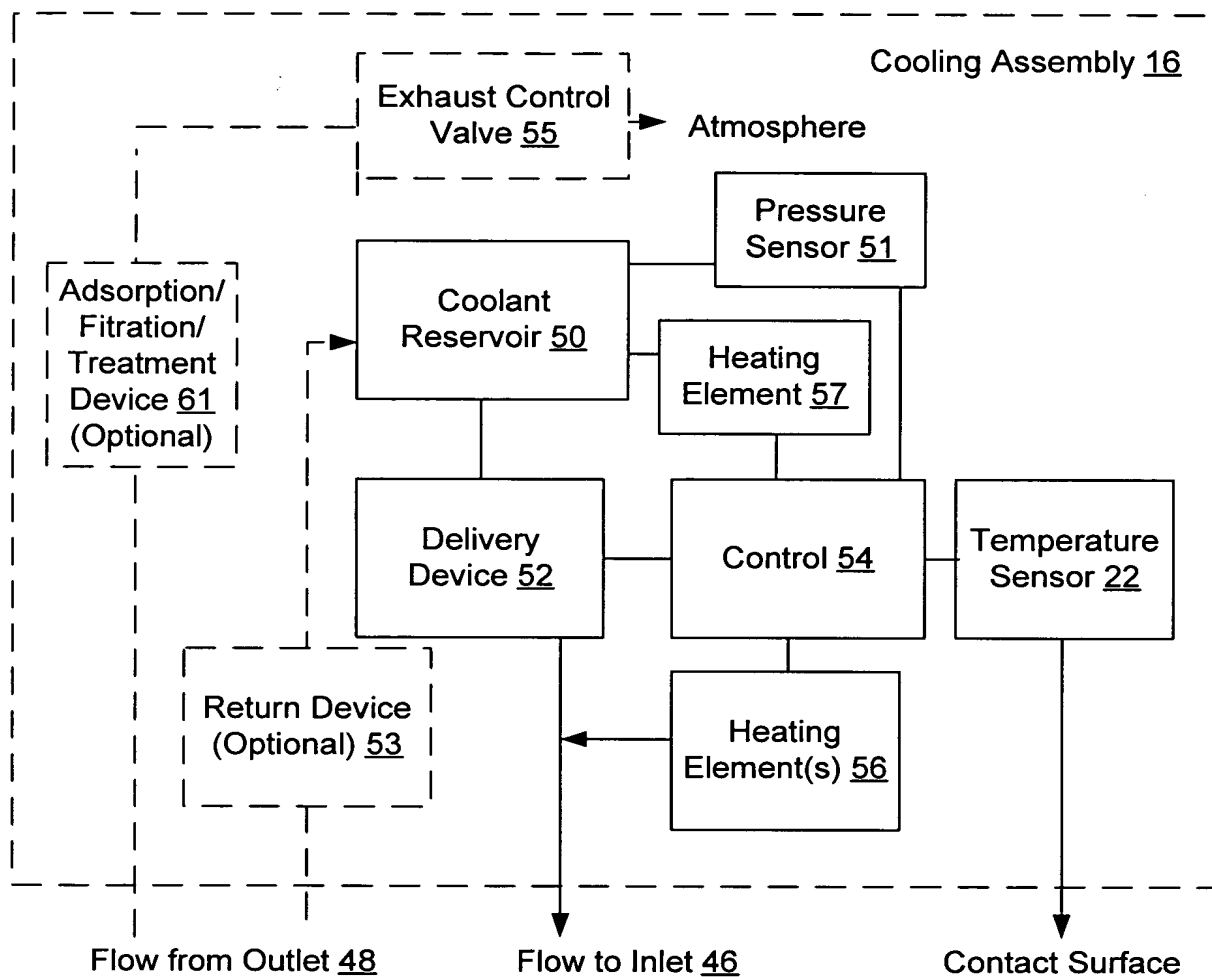 Cooling Assembly 16
Exhaust Control
Valve 55
Atmosphere
Pressure
Sensor 51
Adsorption/
Fitration/
Treatment
Device 61
(Optional)
Coolant
Reservoir 50
Heating
Element 57
Delivery
Device 52
Control 54
Temperature
Sensor 22
Return Device
(Optional) 53
Heating
Element(s) 56
Flow from Outlet 48
Flow to Inlet 46
Contact Surface